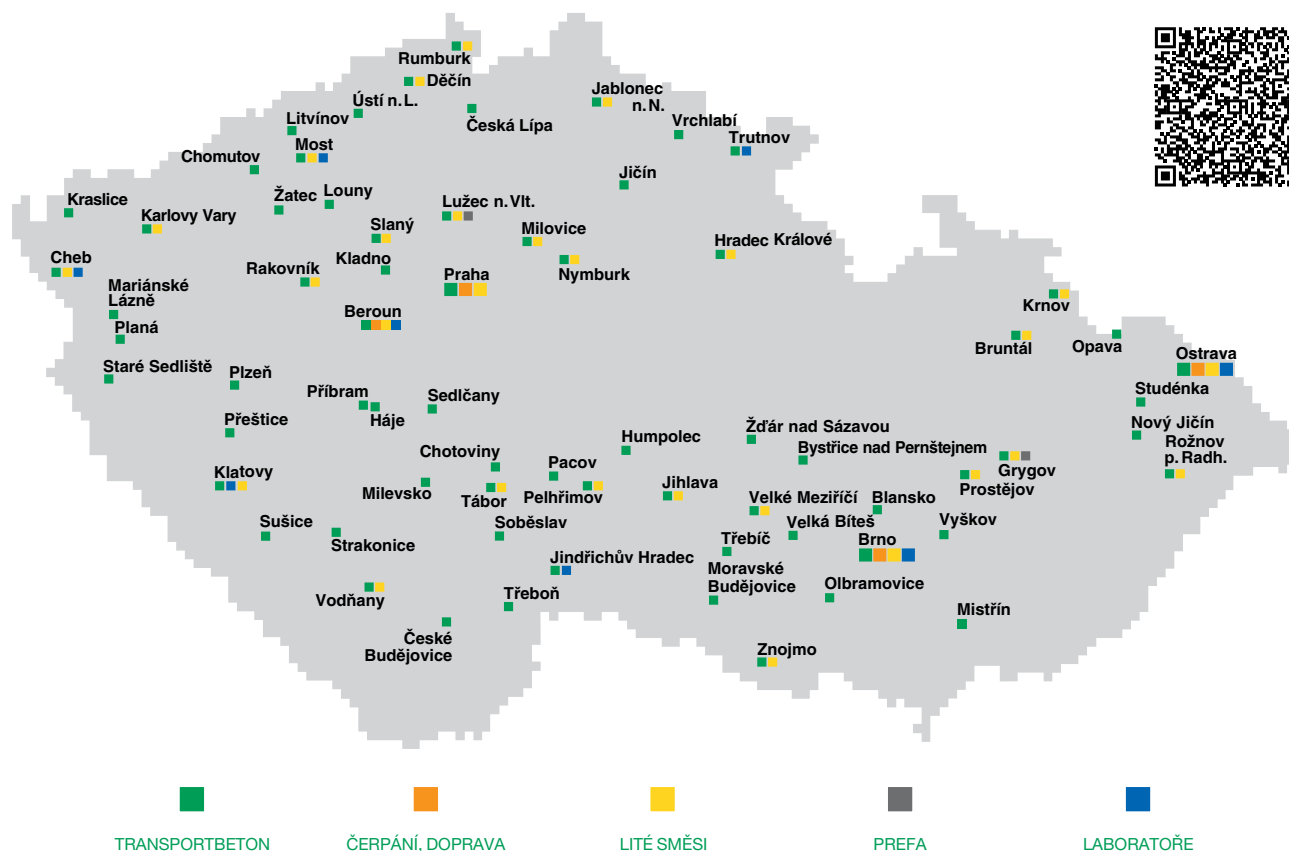 Rumburk
Děčín
Ústí n.L.
Jablonec
n.N.
Litvínov
Česká Lípa
Vrchlabí
Most
Trutnov
Chomutov
Jičín
Žatec
Louny
Kraslice
Lužec n.Vlt.
Karlovy Vary
Slaný
Milovice
Hradec Králové
Cheb
Kladno
Rakovník
Praha
Nymburk
Mariánské
Lázně
Krnov
Beroun
Planá
Bruntál
Opava
Ostrava
Staré Sedliště
Plzeň
Studénka
Příbram
Sedlčany
Háje
Přeštice
Nový Jičín
Žďár nad Sázavou
Humpolec
Bystřice nad Pernštejnem
Rožnov
p. Radh.
Chotoviny
Pacov
Grygov
Klatovy
Jihlava
Milevsko
Tábor
Pelhřimov
Prostějov
Velké Meziříčí
Blansko
Sušice
Soběslav
Velká Bíteš
Vyškov
Strakonice
Třebíč
Brno
Jindřichův Hradec
Moravské
Budějovice
Olbramovice
Vodňany
Třeboň
Mistřín
České
Budějovice
Znojmo
TRANSPORTBETON
ČERPÁNÍ, DOPRAVA
LITÉ SMĚSI
PREFA
LABORATOŘE